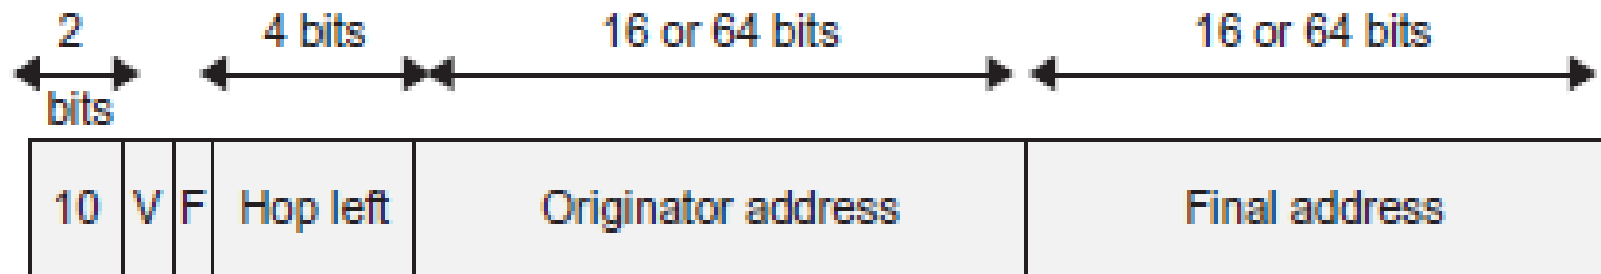 2 4 bits 16 or 64 bits 16 or 64 bits
bits
10 V F Hop left Originator address Final address